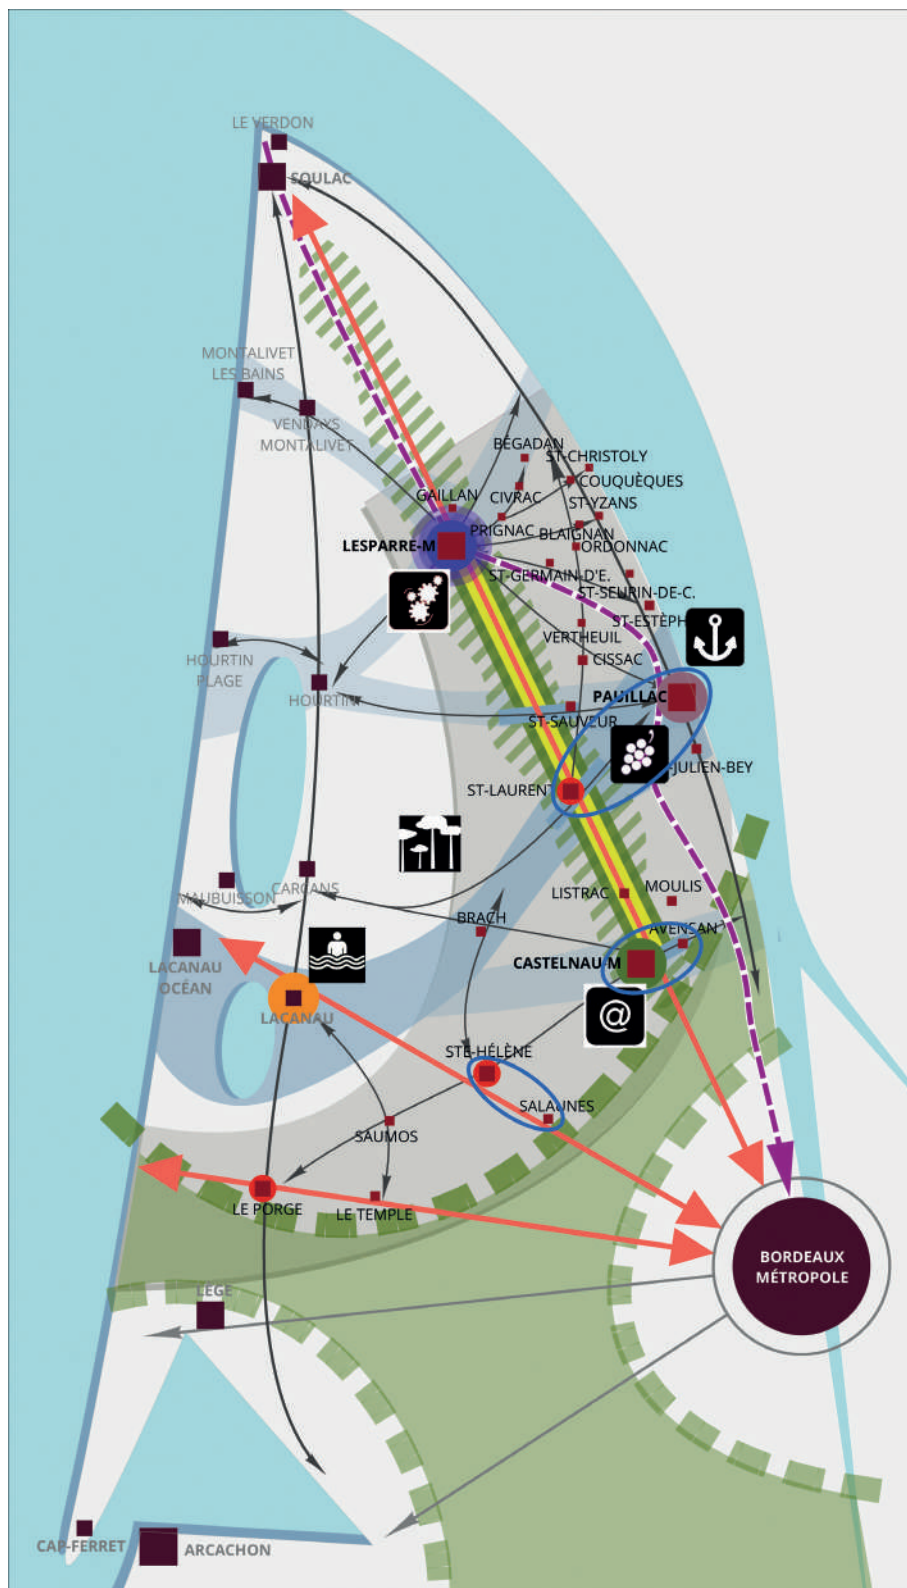 LE VERDON
SOULAC
MONTALIVET
LES BAINS
VENDAYS
MONTALIVET
BÉGADAN
ST-CHRISTOLY
COUQUÈQUES
GAILLAN
CIVRAC
ST-YZANS
PRIGNAC
BLAIGNAN
LESPARRE-M
ORDONNAC
ST-GERMAIN-D'E.
ST-SEURIN-DE-C.
ST-ESTÈPH
VERTHEUIL
HOURTIN
PLAGE
CISSAC
HOURTIN
PAUILLAC
ST-SAUVEUR
-JULIEN-BEY
ST-LAURENT
MAUBUISSON
CARCANS
LISTRAC
MOULIS
BRACH
AVENSAN
LACANAU
OCÉAN
CASTELNAU-M
LACANAU
@
STE-HÉLÈNE
SALAUNES
SAUMOS
LE PORGE
LE TEMPLE
BORDEAUX
MÉTROPOLE
LÈGE
CAP-FERRET
ARCACHON